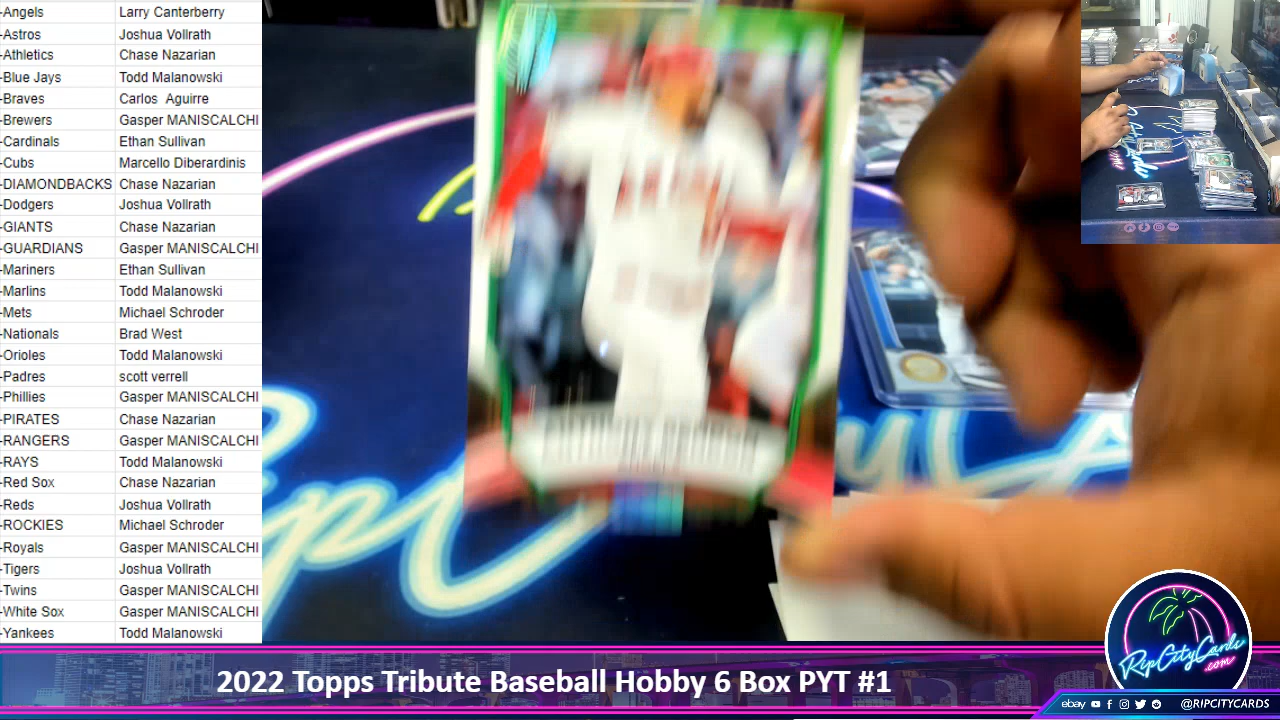 -Angels Larry Canterberry
-Astros Joshua Vollrath
-Athletics Chase Nazarian
-Blue Jays Todd Malanowski
-Braves Carlos Aguirre
-Brewers Gasper MANISCALCHI
-Cardinals Ethan Sullivan
-Cubs Marcello Diberardinis
-DIAMONDBACKS Chase Nazarian
-Dodgers Joshua Vollrath
-GIANTS Chase Nazarian
-GUARDIANS Gasper MANISCALCHI
-Mariners Ethan Sullivan
-Marlins Todd Malanowski
-Mets Michael Schroder
-Nationals Brad West
-Orioles Todd Malanowski
-Padres scott verrell
-Phillies Gasper MANISCALCHI
-PIRATES Chase Nazarian
-RANGERS Gasper MANISCALCHI
-RAYS Todd Malanowski
-Red Sox Chase Nazarian
-Reds Joshua Vollrath
-ROCKIES Michael Schroder
-Royals Gasper MANISCALCHI
-Tigers Joshua Vollrath
-Twins Gasper MANISCALCHI
-White Sox Gasper MANISCALCHI
-Yankees Todd Malanowski
RipCityCards
.com
2022 Topps Tribute Baseball Hobby 6 Box PYT #1
ebay @RIPCITYCARDS